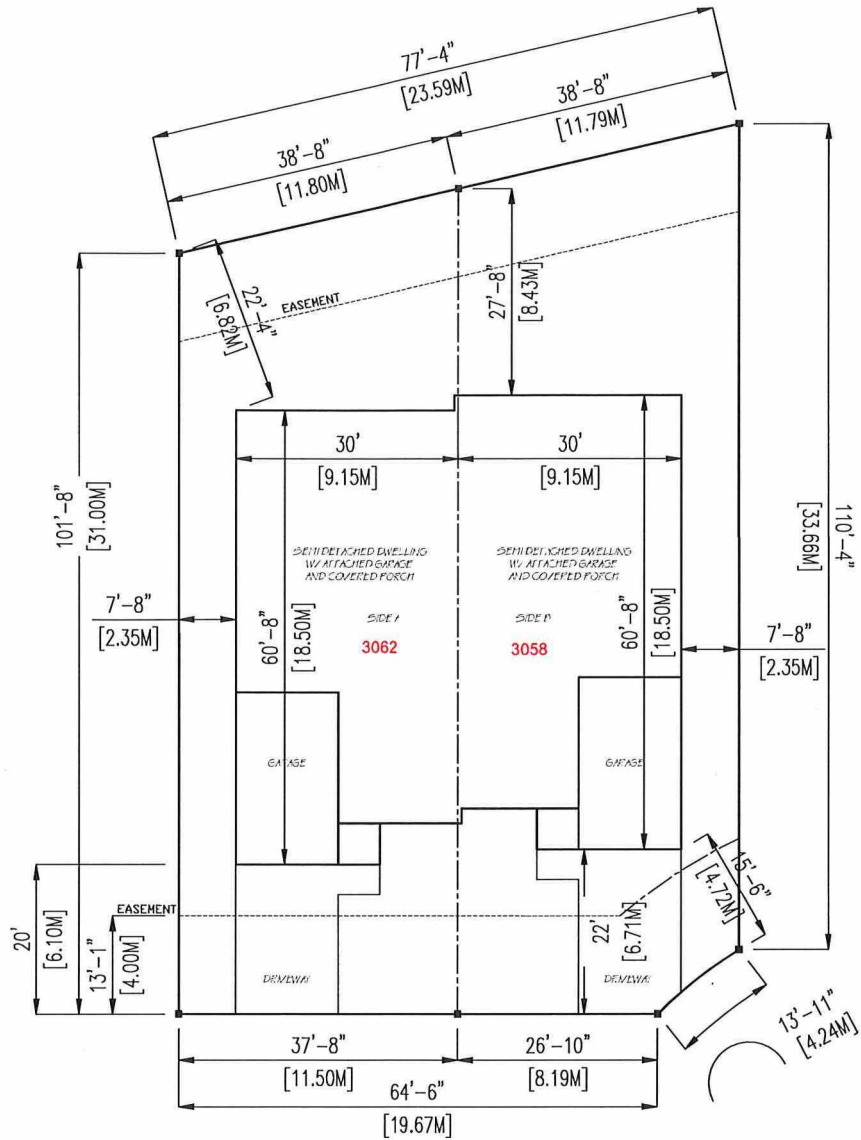 77'-4"
[23.59M]
38'-8"
[11.79M]
38'-8"
[11.80M]
22'-4"
[6.82M]
EASEMENT
27'-8"
[8.43M]
101'-8"
[31.00M]
110'-4"
[33.66M]
30'
[9.15M]
30'
[9.15M]
SEMI DETACHED DWELLING
W/ ATTACHED GARAGE
AND COVERED PORCH
SEMI DETACHED DWELLING
W/ ATTACHED GARAGE
AND COVERED PORCH
7'-8"
[2.35M]
60'-8"
[18.50M]
SIDE A
3062
SIDE B
3058
60'-8"
[18.50M]
7'-8"
[2.35M]
GARAGE
GARAGE
15'-6"
[4.72M]
EASEMENT
20'
[6.10M]
13'-1"
[4.00M]
22'
[6.71M]
DRIVEWAY
DRIVEWAY
13'-11"
[4.24M]
37'-8"
[11.50M]
26'-10"
[8.19M]
64'-6"
[19.67M]